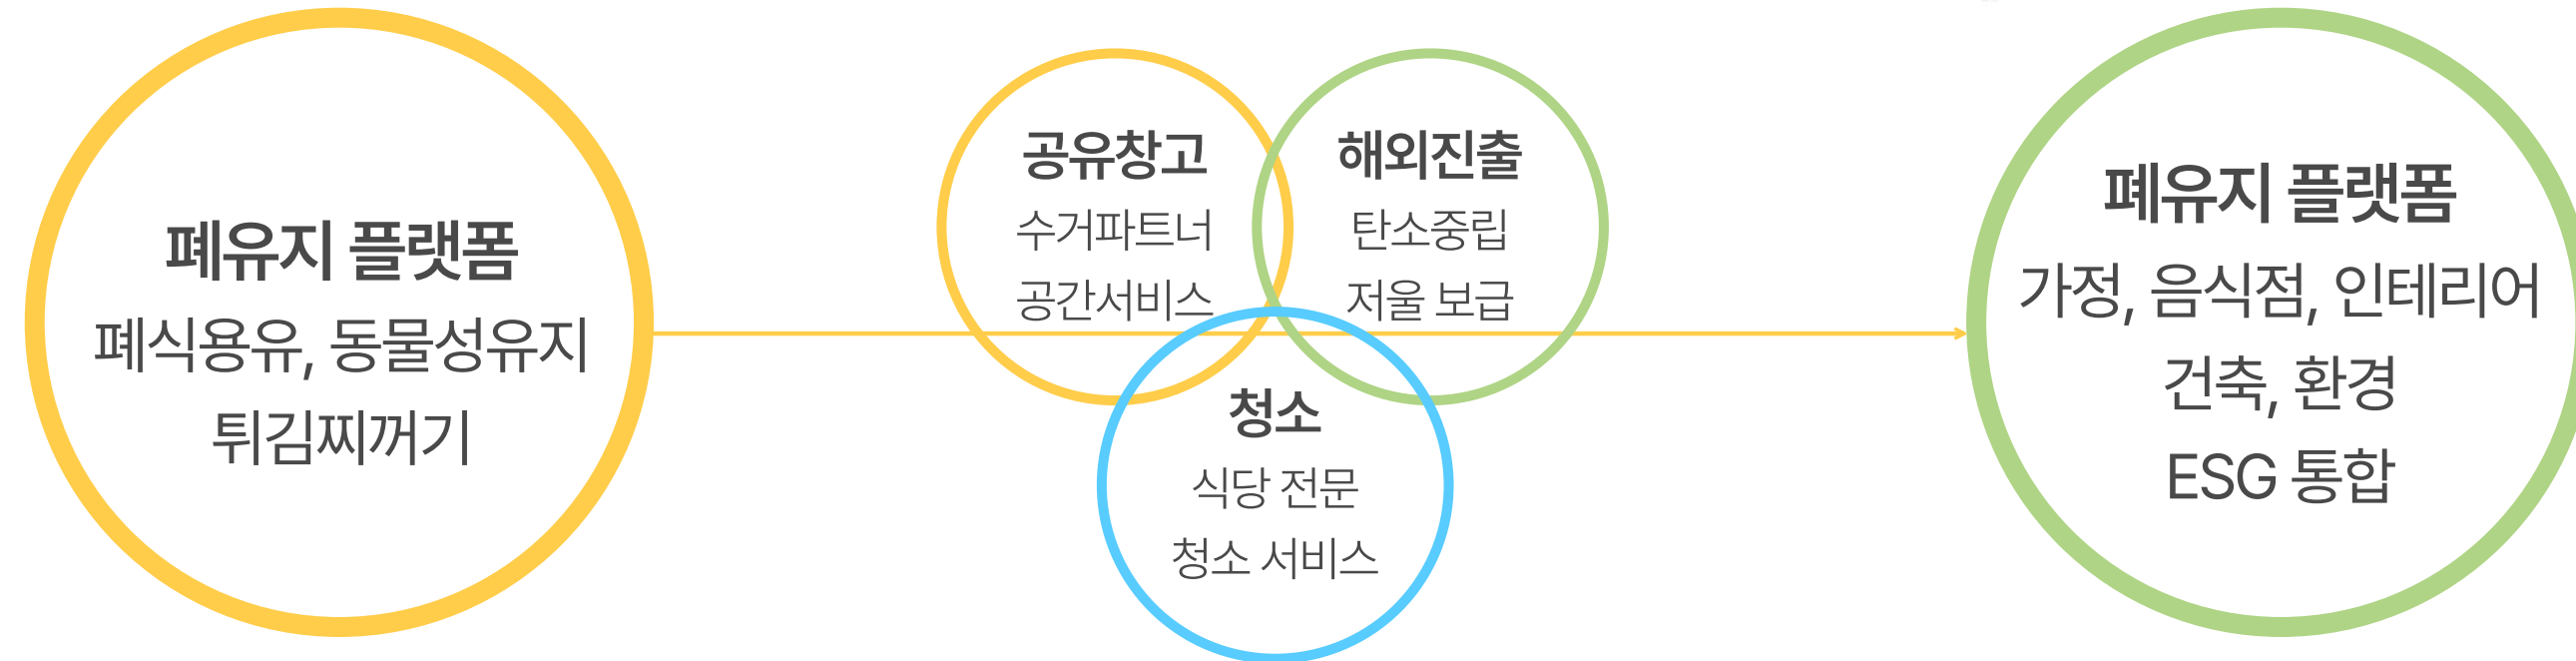 폐유지 플랫폼
폐식용유, 동물성유지
튀김찌꺼기
공유창고
수거파트너
공간서비스
해외진출
탄소중립
저울 보급
청소
식당 전문
청소 서비스
폐유지 플랫폼
가정, 음식점, 인테리어
건축, 환경
ESG 통합